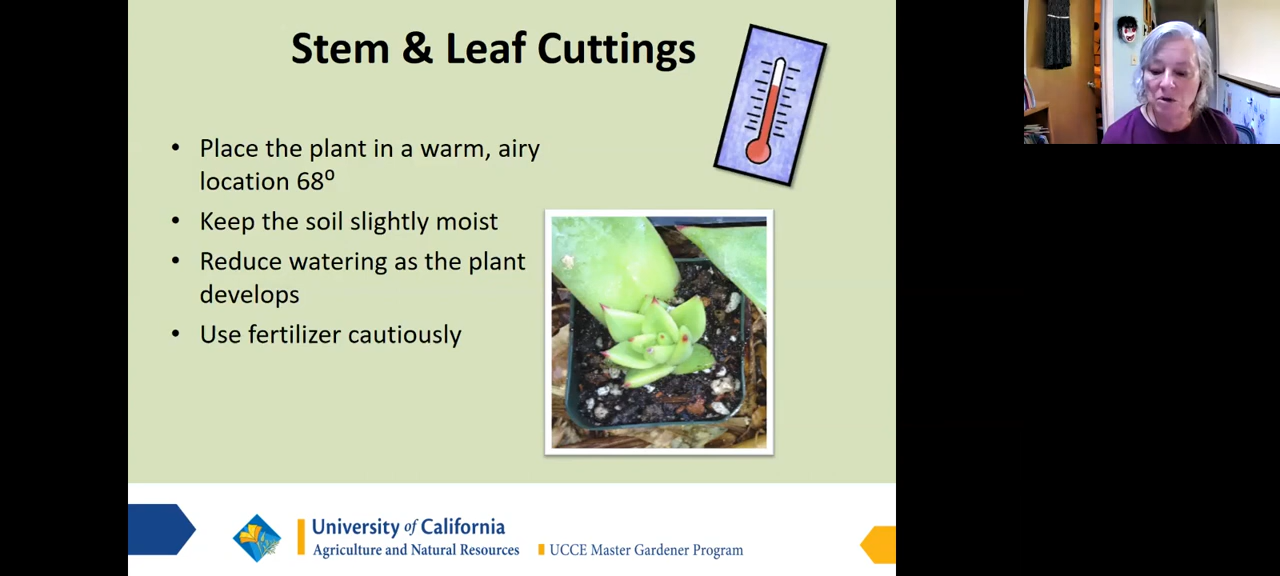 Stem & Leaf Cuttings
• Place the plant in a warm, airy
location 68⁰
• Keep the soil slightly moist
• Reduce watering as the plant
develops
• Use fertilizer cautiously
University of California
Agriculture and Natural Resources
UCCE Master Gardener Program